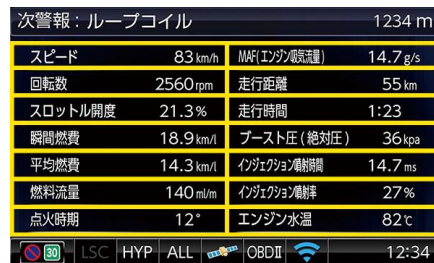 次警報：ループコイル 1234 m
スピード 83 km/h MAF(エンジン吸気流量) 14.7 g/s
回転数 2560 rpm 走行距離 55 km
スロットル開度 21.3 % 走行時間 1:23
瞬間燃費 18.9 km/l ブースト圧(絶対圧) 36 kpa
平均燃費 14.3 km/l インジェクション噴射時間 14.7 ms
燃料流量 140 ml/m インジェクション噴射率 27 %
点火時期 12° エンジン水温 82℃
30 LSC HYP ALL OBDⅡ 12:34